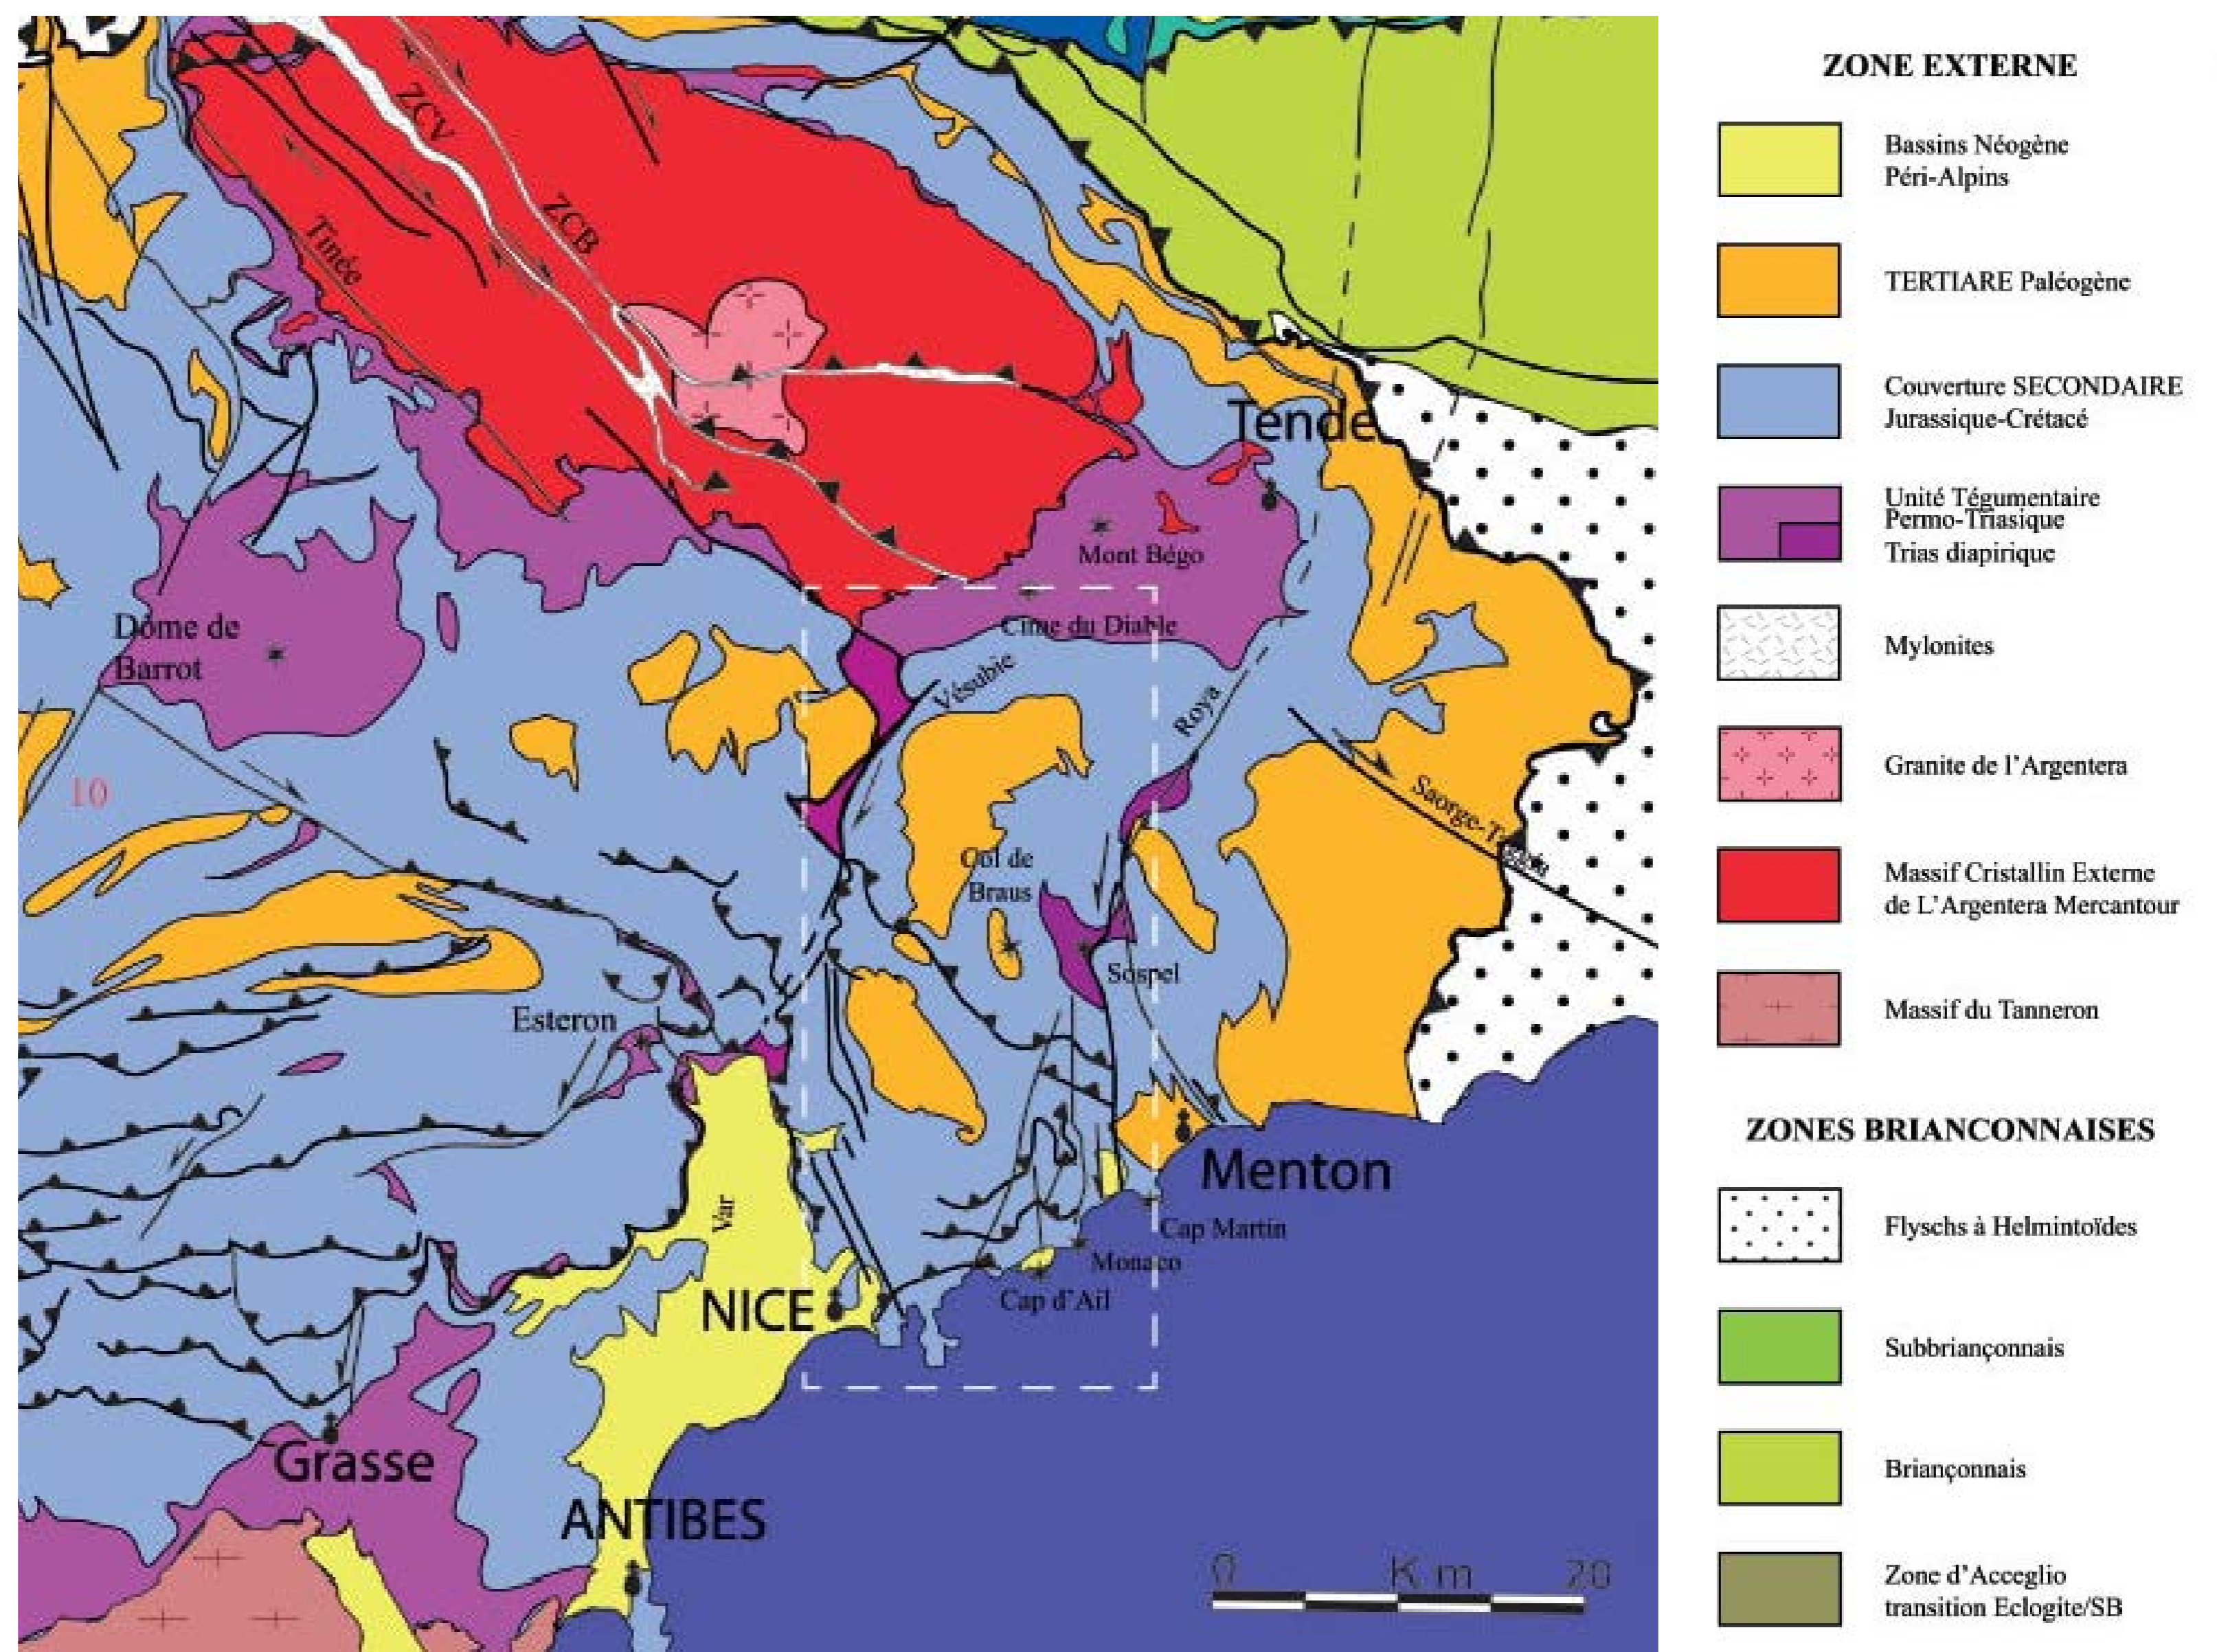 ZCV
ZCB
Tinée
Tende
Mont Bégo
Cime du Diable
Dôme de
Barrot
Vésubie
Roya
10
Saorge-T
Col de
Braus
Sospel
Esteron
Var
Menton
Cap Martin
Monaco
Cap d'Ail
NICE
Grasse
ANTIBES
0 Km 20
ZONE EXTERNE
Bassins Néogène
Péri-Alpins
TERTIARE Paléogène
Couverture SECONDAIRE
Jurassique-Crétacé
Unité Tégumentaire
Permo-Triasique
Trias diapirique
Mylonites
Granite de l'Argentera
Massif Cristallin Externe
de L'Argentera Mercantour
Massif du Tanneron
ZONES BRIANCONNAISES
Flyschs à Helmintoïdes
Subbriançonnais
Briançonnais
Zone d'Acceglio
transition Eclogite/SB